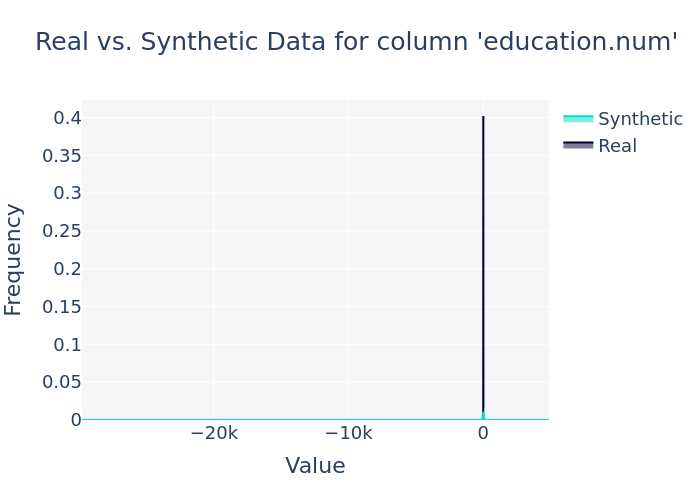 Real vs. Synthetic Data for column 'education.num'
Synthetic
Real
Frequency
0.4
0.35
0.3
0.25
0.2
0.15
0.1
0.05
0
−20k
−10k
0
Value